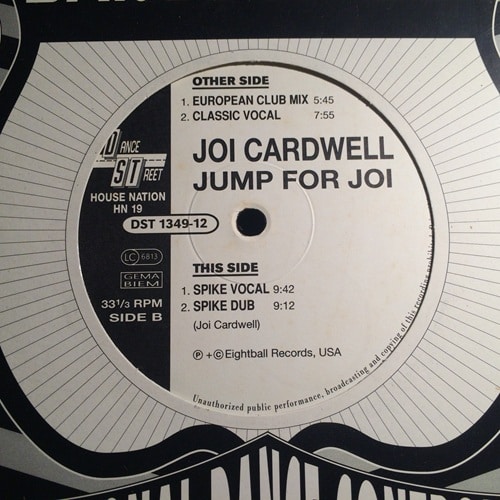 OTHER SIDE
1. EUROPEAN CLUB MIX 5:45
2. CLASSIC VOCAL 7:55
DANCE
STREET
HOUSE NATION
HN 19
DST 1349-12
JOI CARDWELL
JUMP FOR JOI
LC 6813
GEMA
BIEM
33 1/3 RPM
SIDE B
THIS SIDE
1. SPIKE VOCAL 9:42
2. SPIKE DUB 9:12
(Joi Cardwell)
Ⓟ+©Eightball Records, USA
Unauthorized public performance, broadcasting and copying of this recording prohibited